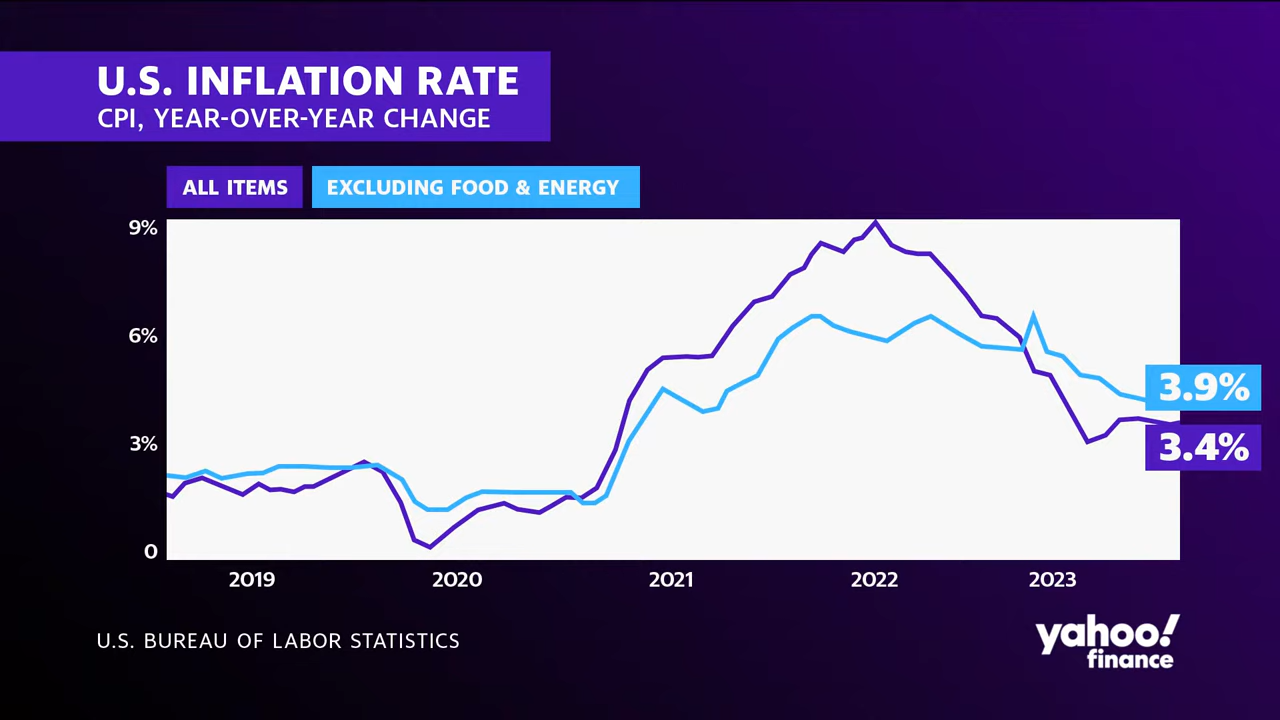 U.S. INFLATION RATE
CPI, YEAR-OVER-YEAR CHANGE
ALL ITEMS
EXCLUDING FOOD & ENERGY
9%
6%
3%
0
3.9%
3.4%
2019
2020
2021
2022
2023
U.S. BUREAU OF LABOR STATISTICS
yahoo!
finance